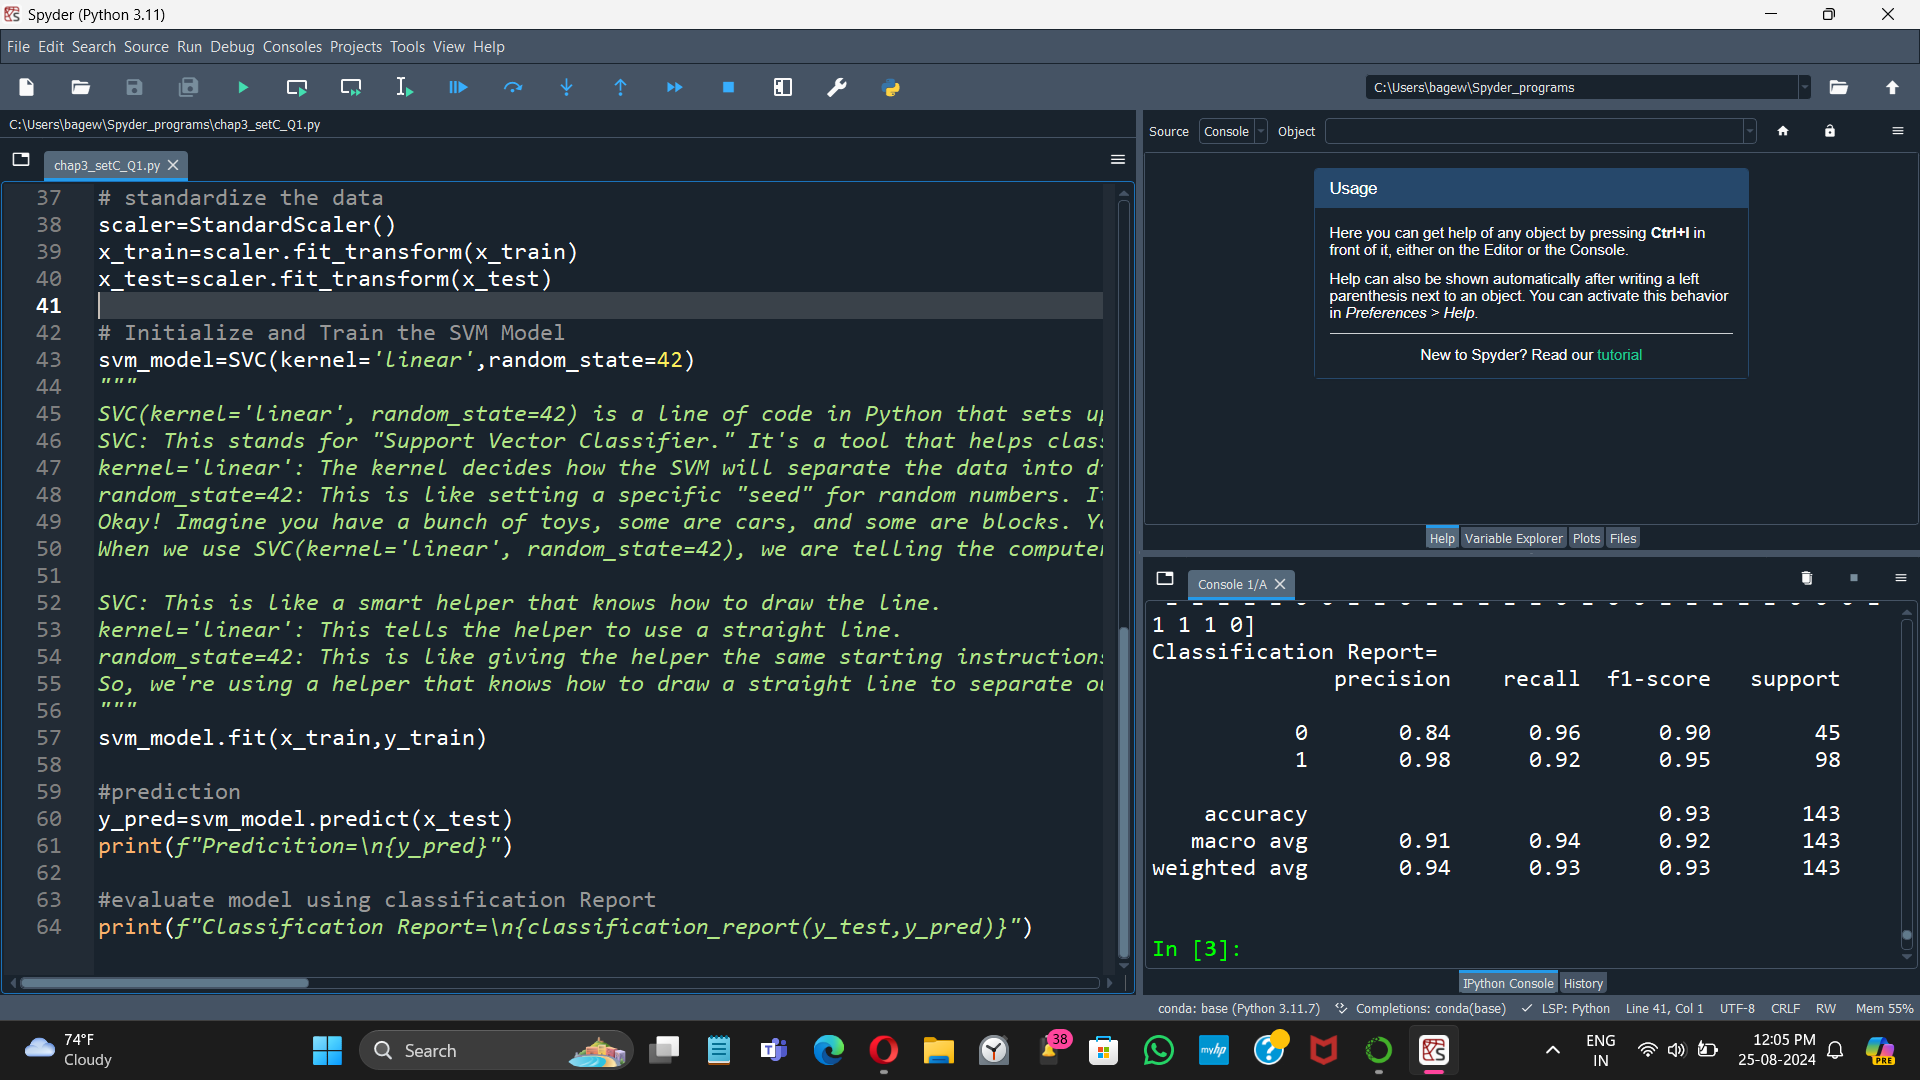 Spyder (Python 3.11)
File Edit Search Source Run Debug Consoles Projects Tools View Help
C:\Users\bagew\Spyder_programs
C:\Users\bagew\Spyder_programs\chap3_setC_Q1.py
chap3_setC_Q1.py
37 # standardize the data
38 scaler=StandardScaler()
39 x_train=scaler.fit_transform(x_train)
40 x_test=scaler.fit_transform(x_test)
41
42 # Initialize and Train the SVM Model
43 svm_model=SVC(kernel='linear',random_state=42)
44 """
45 SVC(kernel='linear', random_state=42) is a line of code in Python that sets up
46 SVC: This stands for "Support Vector Classifier." It's a tool that helps clas
47 kernel='linear': The kernel decides how the SVM will separate the data into
48 random_state=42: This is like setting a specific "seed" for random numbers.
49 Okay! Imagine you have a bunch of toys, some are cars, and some are blocks.
50 When we use SVC(kernel='linear', random_state=42), we are telling the computer
51
52 SVC: This is like a smart helper that knows how to draw the line.
53 kernel='linear': This tells the helper to use a straight line.
54 random_state=42: This is like giving the helper the same starting instructions
55 So, we're using a helper that knows how to draw a straight line to separate
56 """
57 svm_model.fit(x_train,y_train)
58
59 #prediction
60 y_pred=svm_model.predict(x_test)
61 print(f"Predicition=\n{y_pred}")
62
63 #evaluate model using classification Report
64 print(f"Classification Report=\n{classification_report(y_test,y_pred)}")
Source Console Object
Usage
Here you can get help of any object by pressing Ctrl+I in
front of it, either on the Editor or the Console.
Help can also be shown automatically after writing a left
parenthesis next to an object. You can activate this behavior
in Preferences > Help.
New to Spyder? Read our tutorial
Help Variable Explorer Plots Files
Console 1/A
1 1 1 0]
Classification Report=
precision recall f1-score support
0 0.84 0.96 0.90 45
1 0.98 0.92 0.95 98
accuracy 0.93 143
macro avg 0.91 0.94 0.92 143
weighted avg 0.94 0.93 0.93 143
In [3]:
IPython Console History
conda: base (Python 3.11.7) Completions: conda(base) LSP: Python Line 41, Col 1 UTF-8 CRLF RW Mem 55%
74°F
Cloudy
Search
38
myhp
ENG
IN
12:05 PM
25-08-2024
PRE